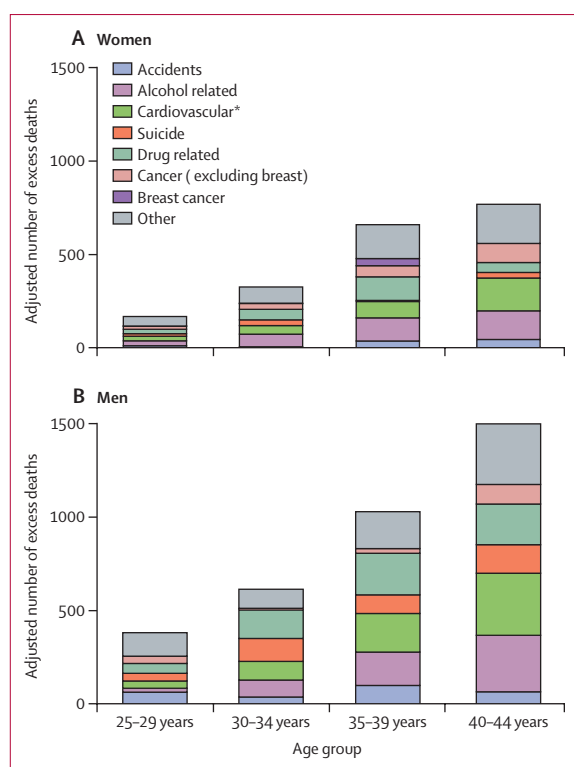 A Women
1500
1000
500
0
Adjusted number of excess deaths
Accidents
Alcohol related
Cardiovascular*
Suicide
Drug related
Cancer ( excluding breast)
Breast cancer
Other
B Men
1500
1000
500
0
Adjusted number of excess deaths
25–29 years 30–34 years 35–39 years 40–44 years
Age group